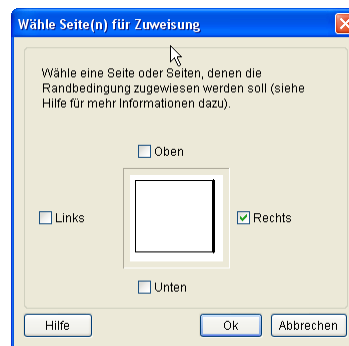 Wähle Seite(n) für Zuweisung
Wähle eine Seite oder Seiten, denen die
Randbedingung zugewiesen werden soll (siehe
Hilfe für mehr Informationen dazu).
Oben
Links
Rechts
Unten
Hilfe
Ok
Abbrechen